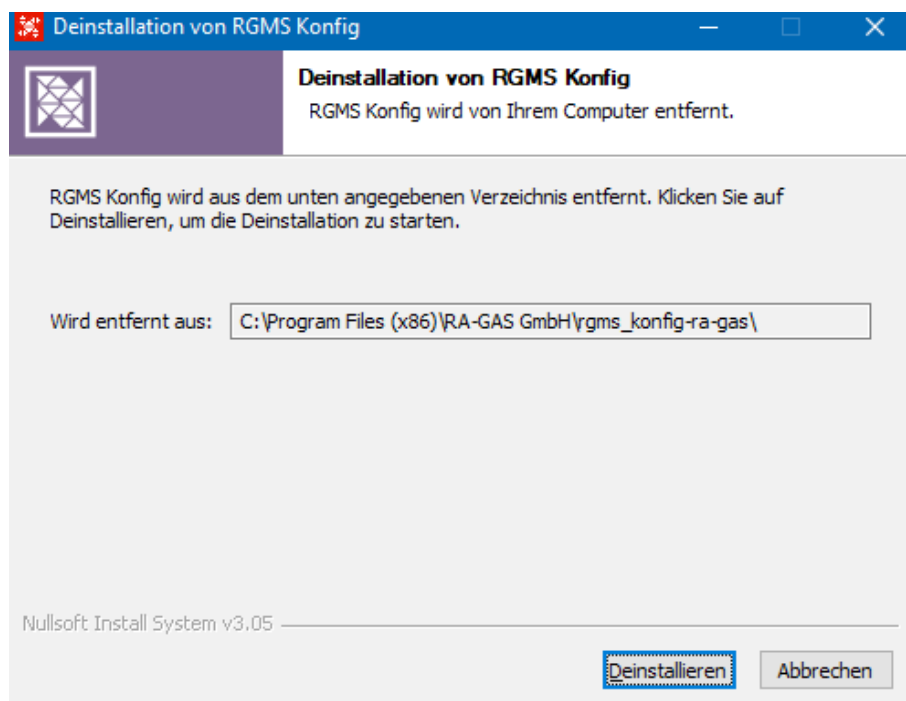 Deinstallation von RGMS Konfig
Deinstallation von RGMS Konfig
RGMS Konfig wird von Ihrem Computer entfernt.
RGMS Konfig wird aus dem unten angegebenen Verzeichnis entfernt. Klicken Sie auf
Deinstallieren, um die Deinstallation zu starten.
Wird entfernt aus: C:\Program Files (x86)\RA-GAS GmbH\rgms_konfig-ra-gas\
Nullsoft Install System v3.05
Deinstallieren Abbrechen